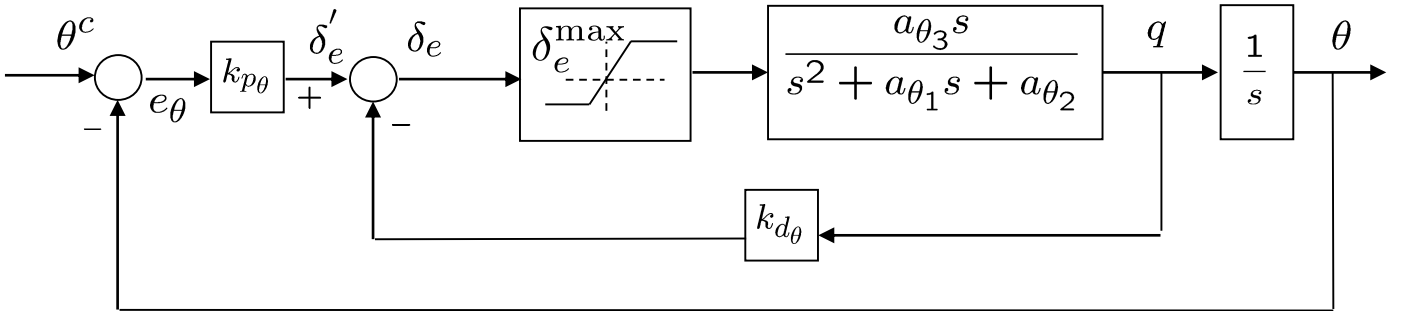 θ^c
−
e_θ
k_{p_θ}
δ_e^'
+
−
δ_e
δ_e^max
a_{θ_3} s
s^2 + a_{θ_1} s + a_{θ_2}
q
1
s
θ
k_{d_θ}